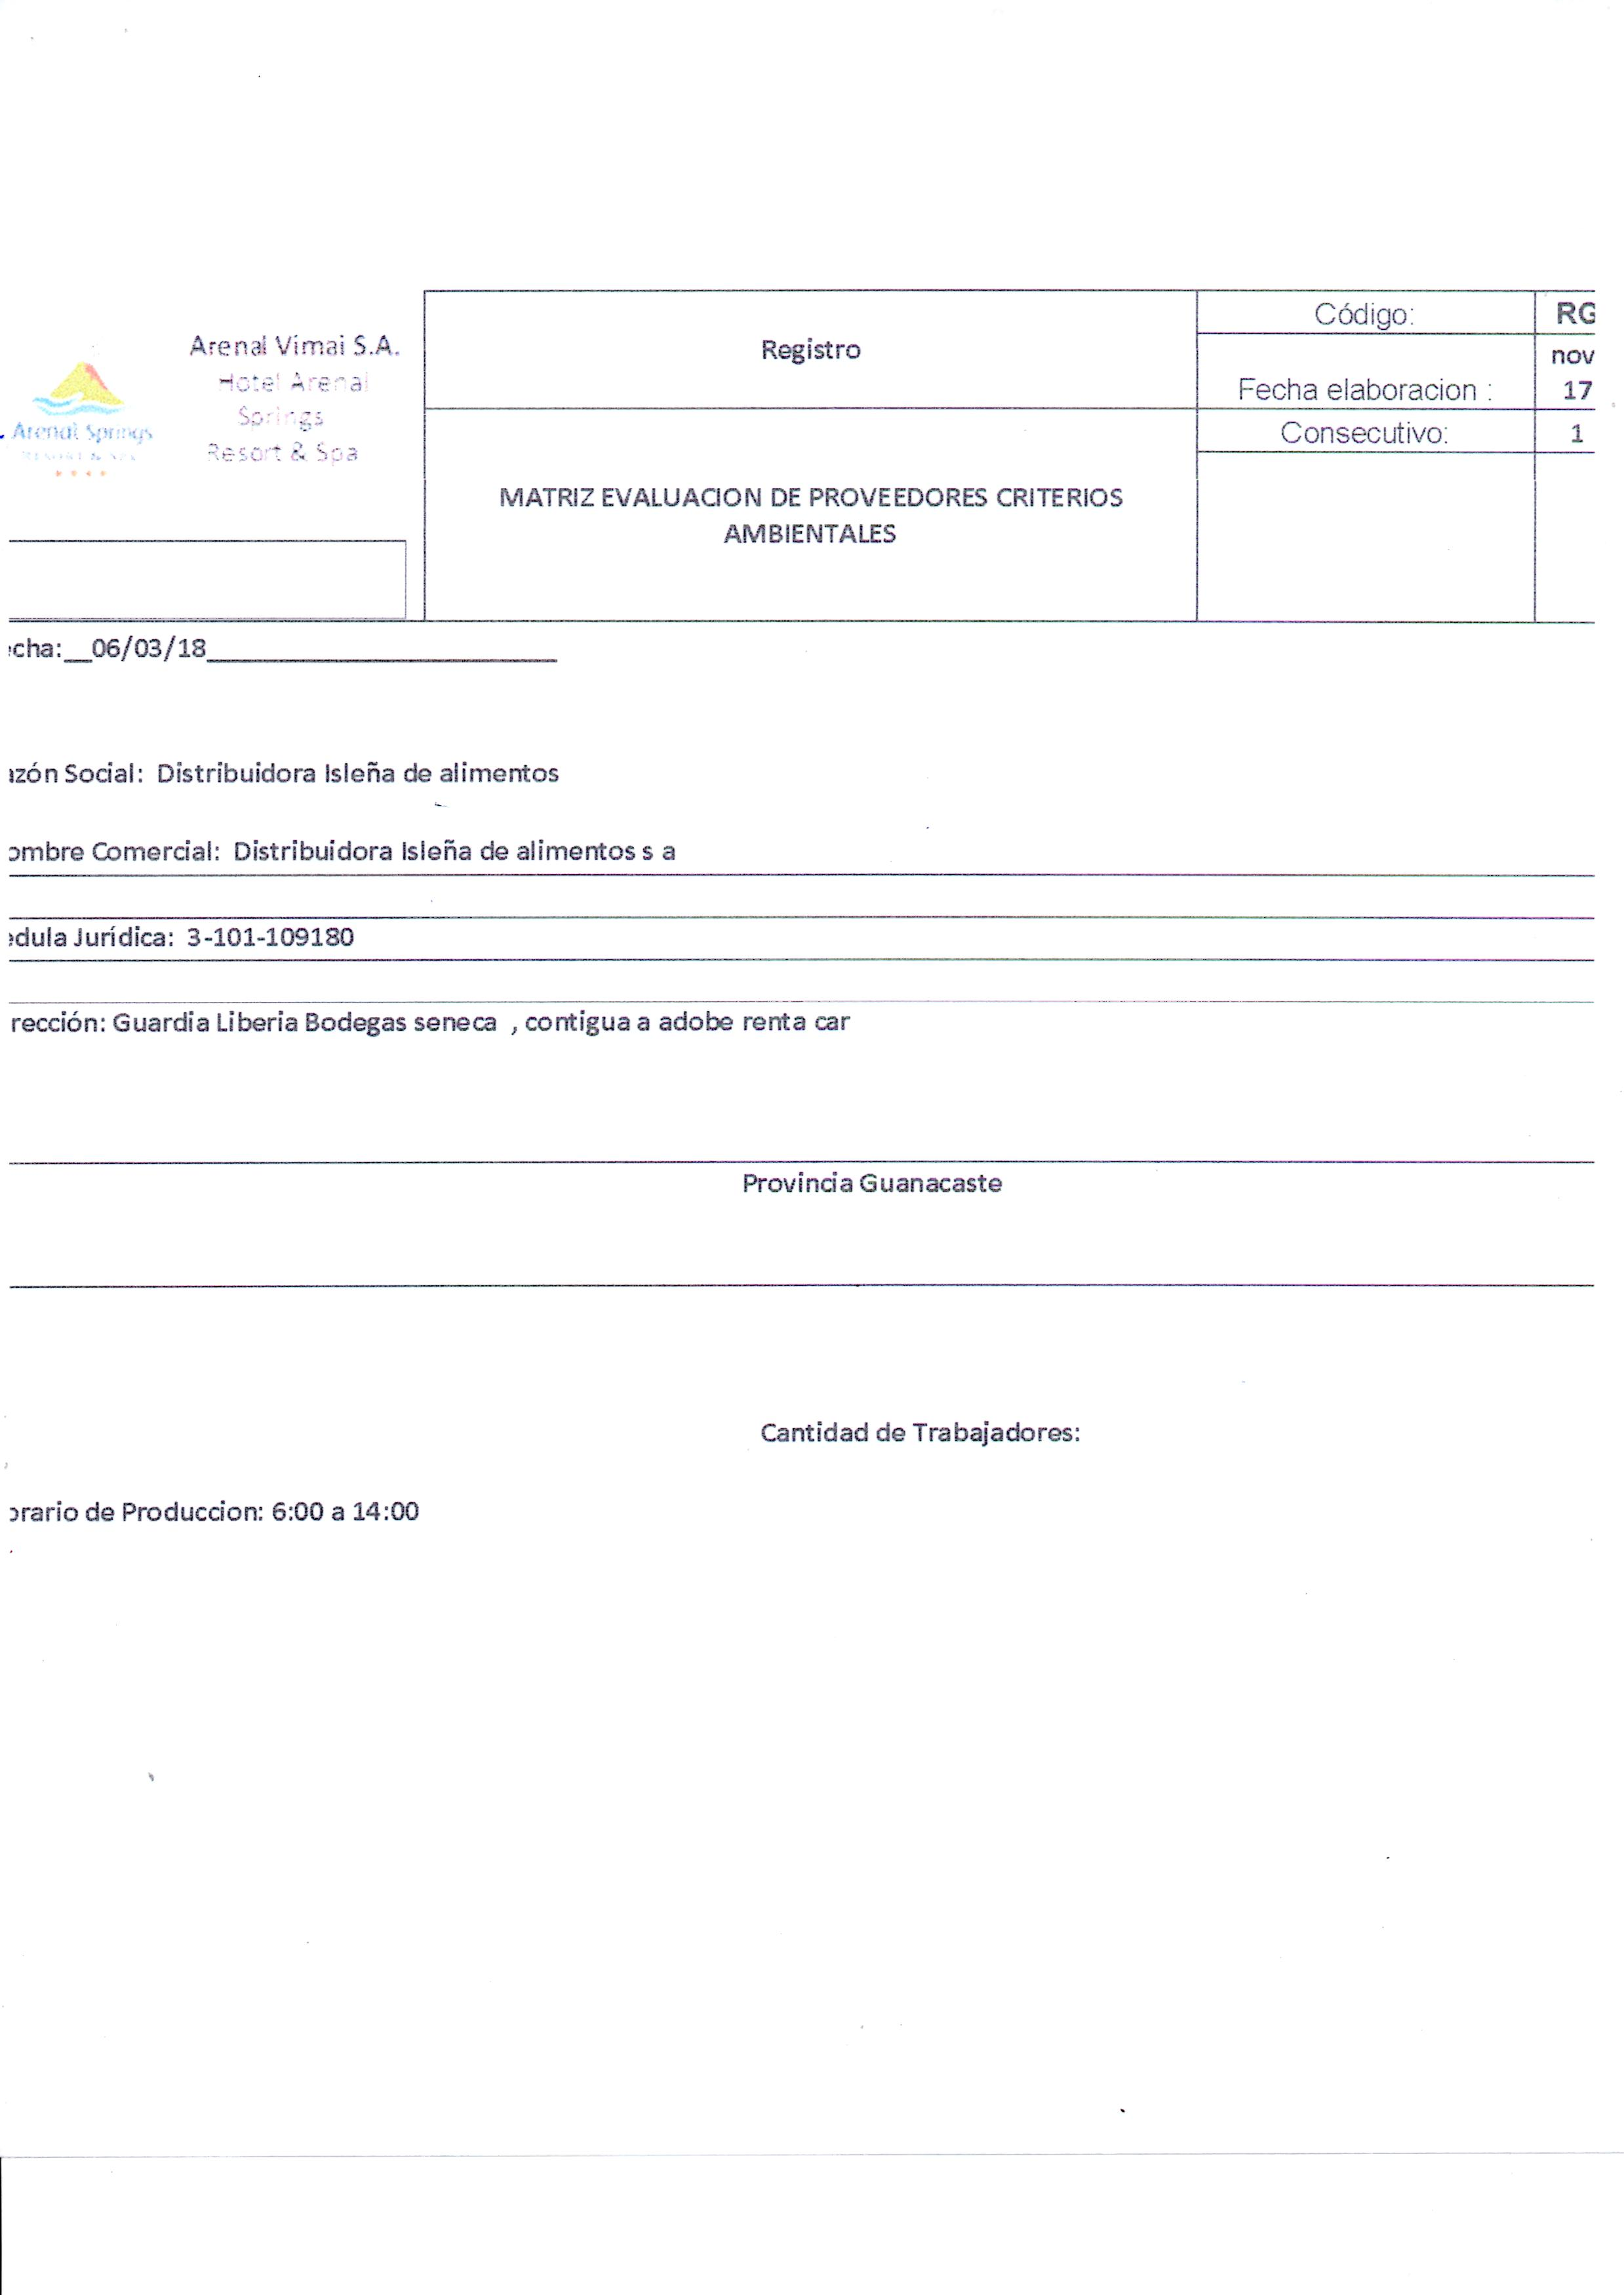 Arenal Springs
RESORT & SPA
Arenal Vimai S.A.
Hotel Arenal
Springs
Resort & Spa
Registro
Código:
RG
Fecha elaboracion :
nov
17
Consecutivo:
1
MATRIZ EVALUACION DE PROVEEDORES CRITERIOS
AMBIENTALES
cha:__06/03/18
zón Social: Distribuidora Isleña de alimentos
ombre Comercial: Distribuidora Isleña de alimentos s a
dula Jurídica: 3-101-109180
rección: Guardia Liberia Bodegas seneca , contigua a adobe renta car
Provincia Guanacaste
Cantidad de Trabajadores:
orario de Produccion: 6:00 a 14:00